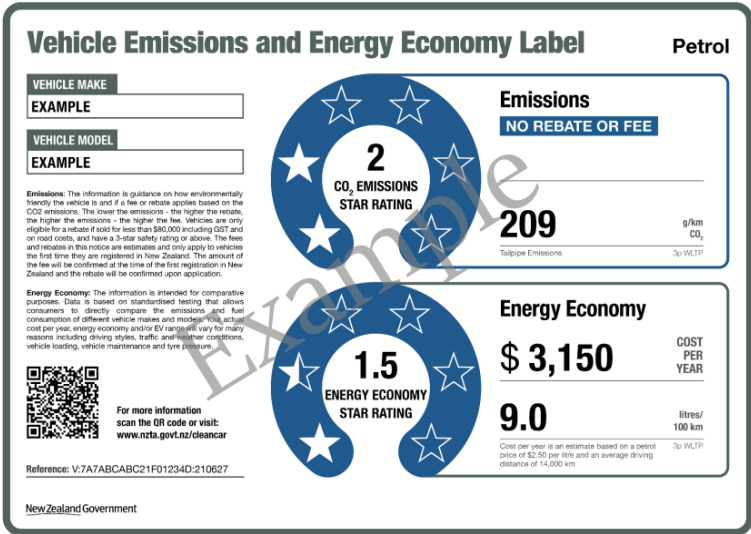 Vehicle Emissions and Energy Economy Label
Petrol
VEHICLE MAKE
EXAMPLE
VEHICLE MODEL
EXAMPLE
Emissions: The information is guidance on how environmentally
friendly the vehicle is and if a fee or rebate applies based on the
CO2 emissions. The lower the emissions - the higher the rebate,
the higher the emissions - the higher the fee. Vehicles are only
eligible for a rebate if sold for less than $80,000 including GST and
on road costs, and have a 3-star safety rating or above. The fees
and rebates in this notice are estimates and only apply to vehicles
the first time they are registered in New Zealand. The amount of
the fee will be confirmed at the time of the first registration in New
Zealand and the rebate will be confirmed upon application.
Energy Economy: The information is intended for comparative
purposes. Data is based on standardised testing that allows
consumers to directly compare the emissions and fuel
consumption of different vehicle makes and models. Your actual
cost per year, energy economy and/or EV range will vary for many
reasons including driving styles, traffic and weather conditions,
vehicle loading, vehicle maintenance and tyre pressure.
For more information
scan the QR code or visit:
www.nzta.govt.nz/cleancar
Reference: V:7A7ABCABC21F01234D:210627
New Zealand Government
2
CO₂ EMISSIONS
STAR RATING
Emissions
NO REBATE OR FEE
209
g/km
CO₂
Tailpipe Emissions
3p WLTP
1.5
ENERGY ECONOMY
STAR RATING
Energy Economy
$ 3,150
COST
PER
YEAR
9.0
litres/
100 km
Cost per year is an estimate based on a petrol
price of $2.50 per litre and an average driving
distance of 14,000 km
3p WLTP
Example